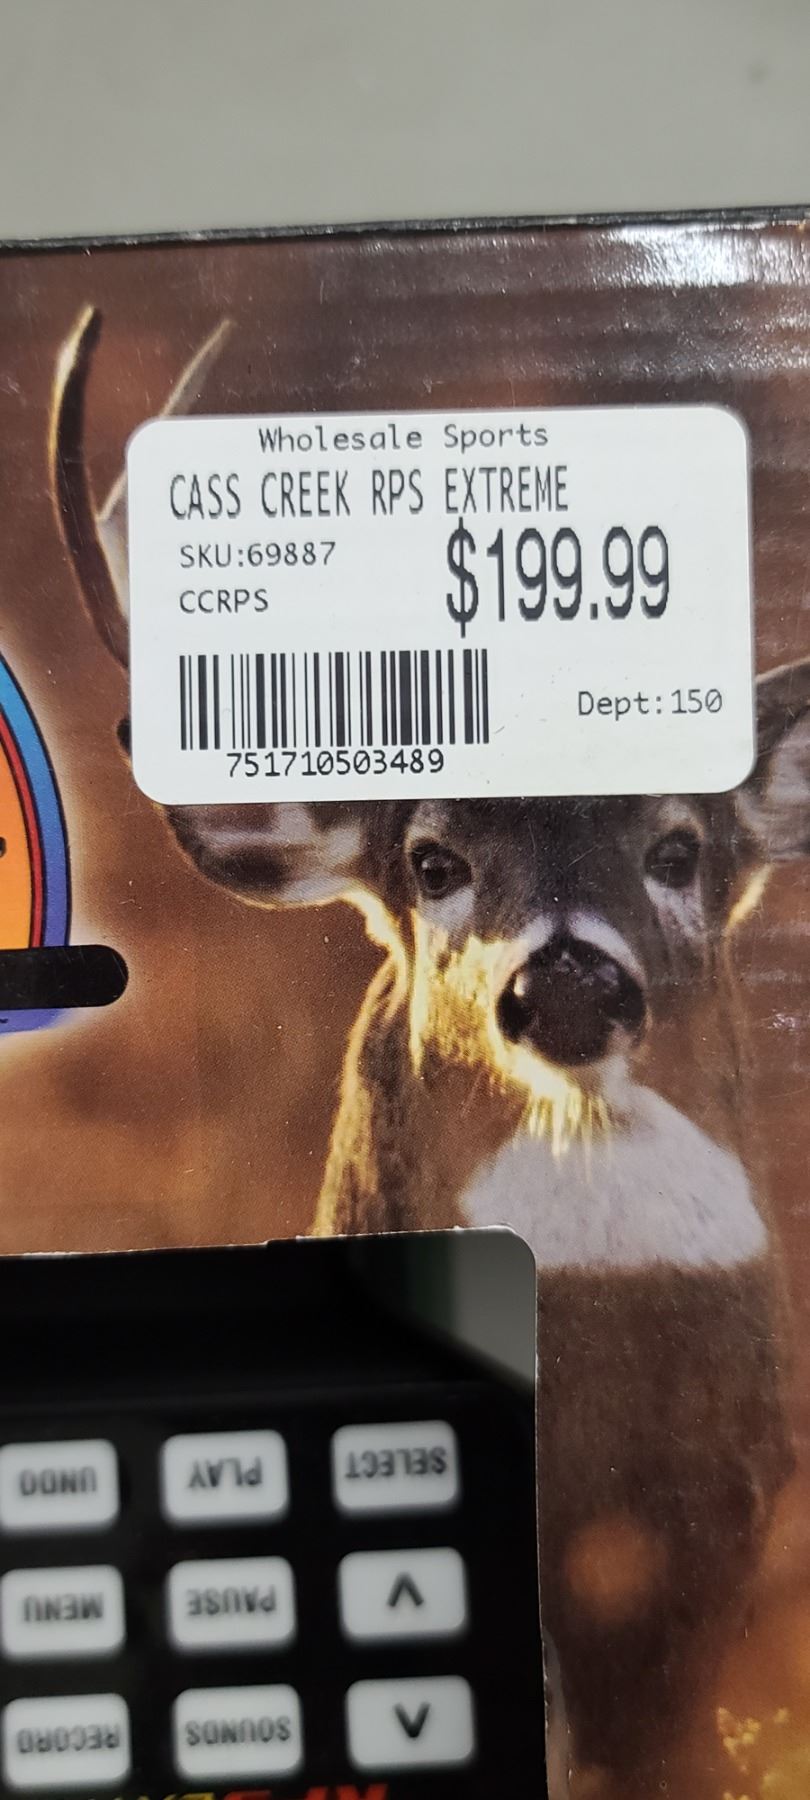 Wholesale Sports
CASS CREEK RPS EXTREME
SKU:69887
$199.99
CCRPS
Dept:150
751710503489
UNDO PLAY SELECT
MENU PAUSE
RECORD SOUNDS